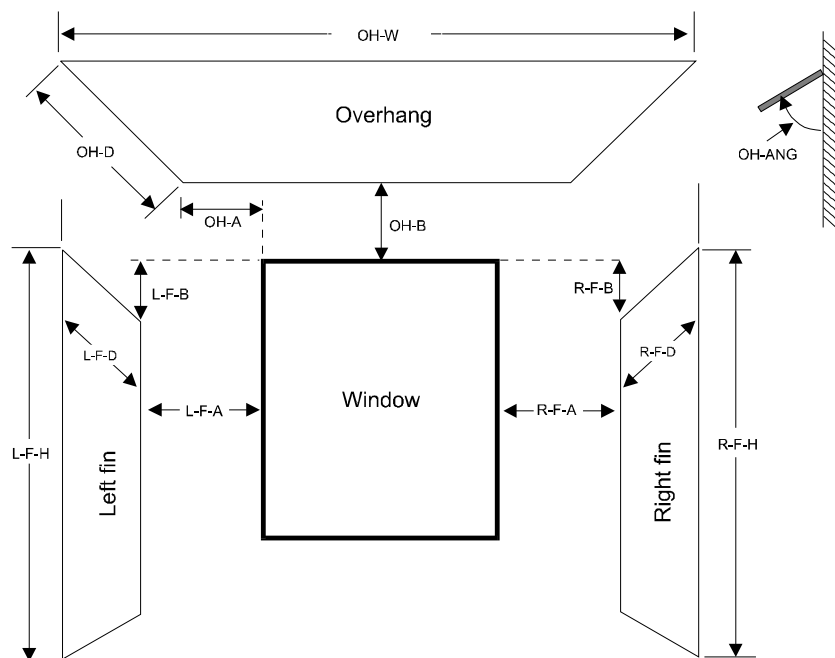 OH-W
Overhang
OH-D
OH-ANG
OH-A
OH-B
L-F-B
R-F-B
L-F-D
R-F-D
L-F-A
Window
R-F-A
L-F-H
Left fin
Right fin
R-F-H